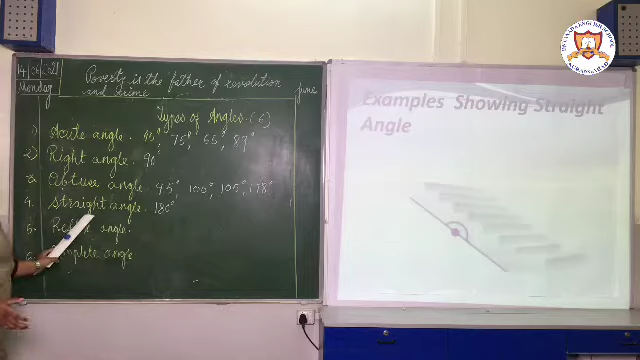 14 06 2021
Monday
Poverty is the father of revolution
and crime
june
Types of Angles (6)
1) Acute angle. 45°, 75°, 65°, 89°
2) Right angle. 90°
3. Obtuse angle 95°, 100°, 105°, 178°
4. Straight angle. 180°
5. angle.
6. Complete angle
Examples Showing Straight
Angle
AURANGABAD